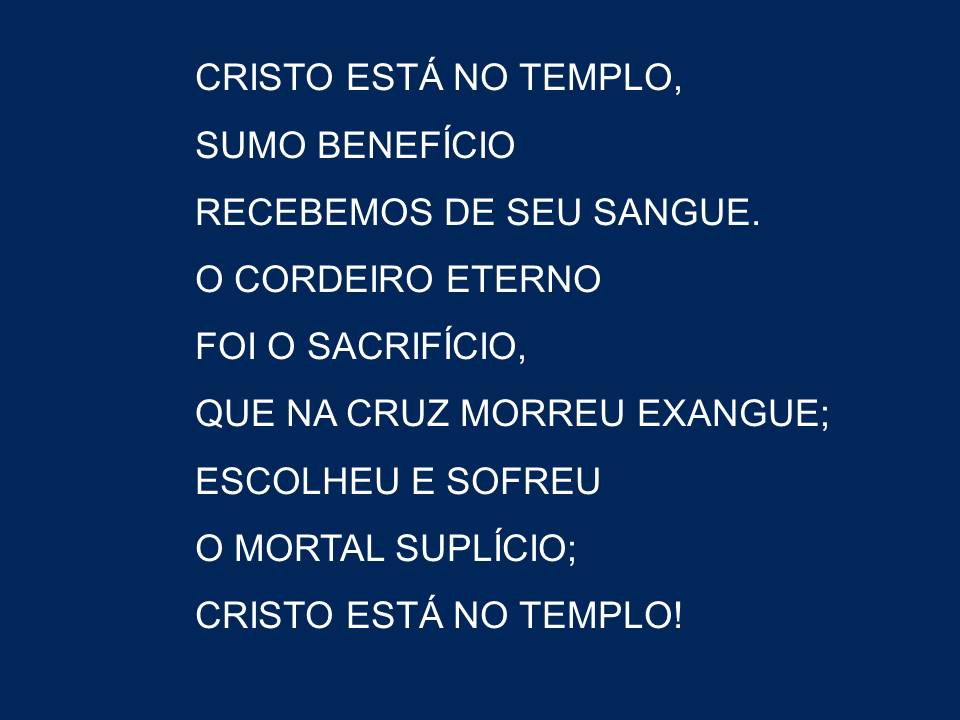 CRISTO ESTÁ NO TEMPLO,
SUMO BENEFÍCIO
RECEBEMOS DE SEU SANGUE.
O CORDEIRO ETERNO
FOI O SACRIFÍCIO,
QUE NA CRUZ MORREU EXANGUE;
ESCOLHEU E SOFREU
O MORTAL SUPLÍCIO;
CRISTO ESTÁ NO TEMPLO!